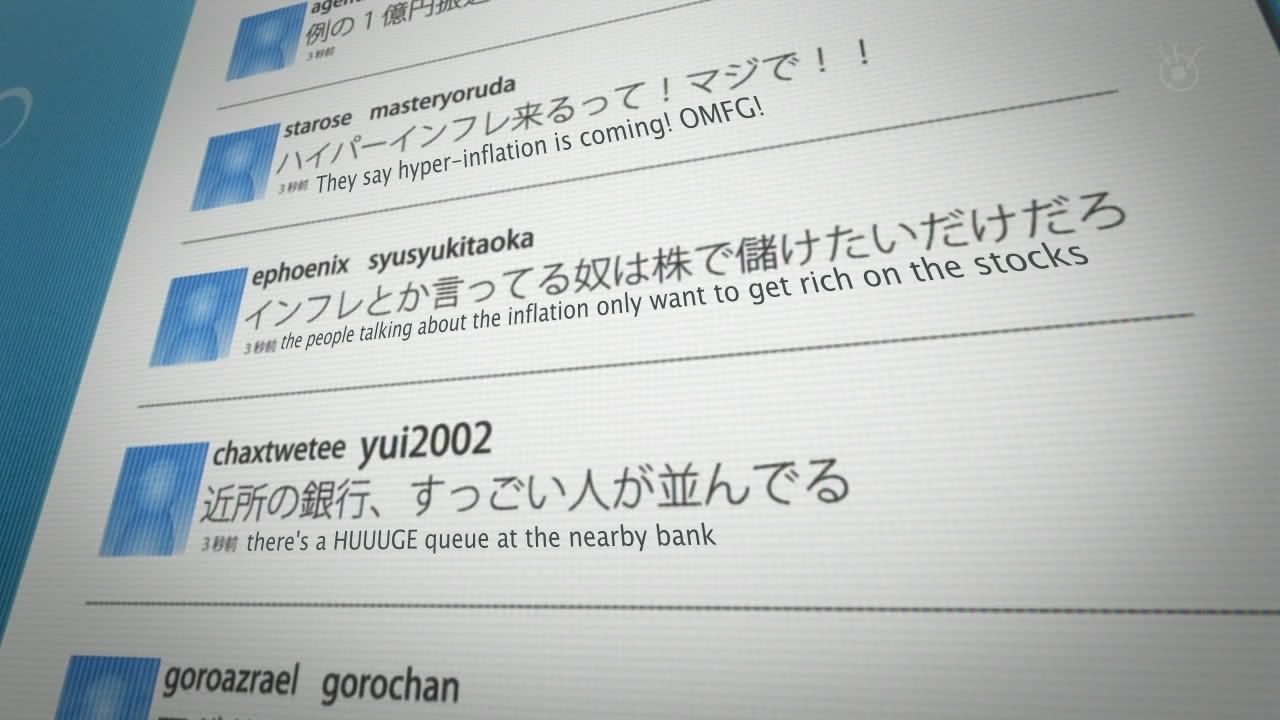 例の1億円振込
3秒前
starose masteryoruda
ハイパーインフレ来るって！マジで！！
3秒前 They say hyper-inflation is coming! OMFG!
ephoenix syusyukitaoka
インフレとか言ってる奴は株で儲けたいだけだろ
3秒前 the people talking about the inflation only want to get rich on the stocks
chaxtwetee yui2002
近所の銀行、すっごい人が並んでる
3秒前 there's a HUUUGE queue at the nearby bank
goroazrael gorochan